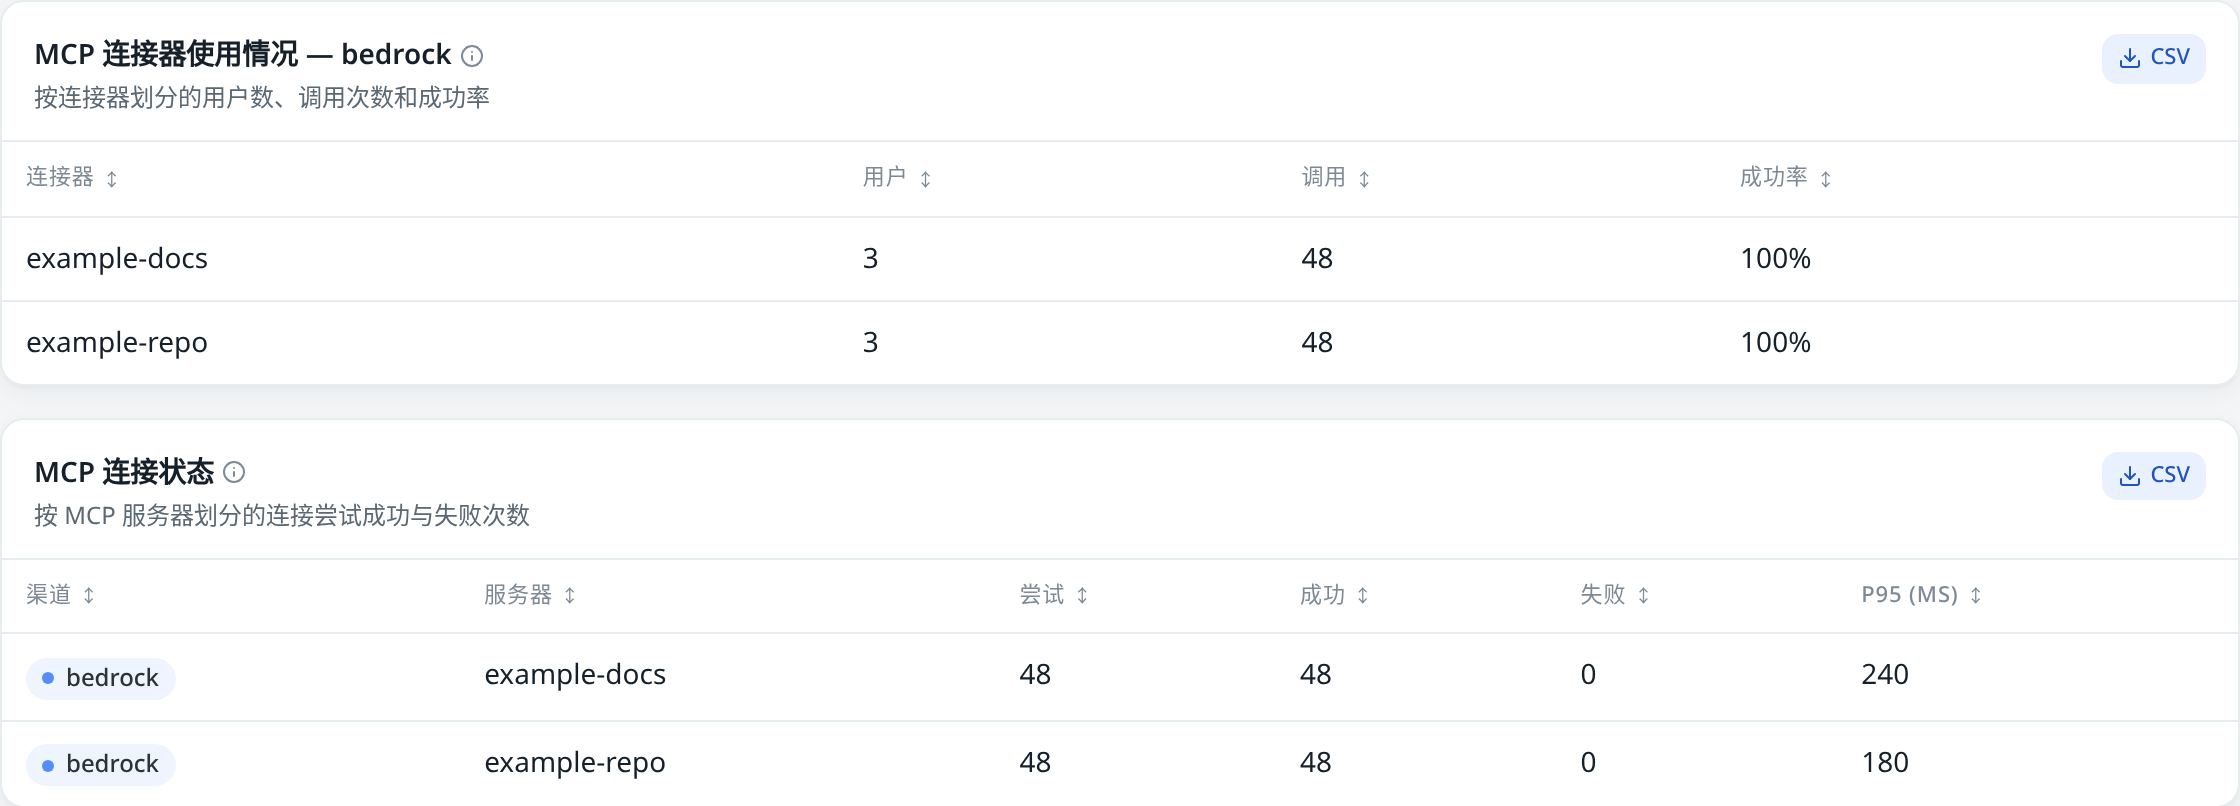 MCP 连接器使用情况 — bedrock
CSV
按连接器划分的用户数、调用次数和成功率
连接器 用户 调用 成功率
example-docs 3 48 100%
example-repo 3 48 100%
MCP 连接状态
CSV
按 MCP 服务器划分的连接尝试成功与失败次数
渠道 服务器 尝试 成功 失败 P95 (MS)
bedrock example-docs 48 48 0 240
bedrock example-repo 48 48 0 180